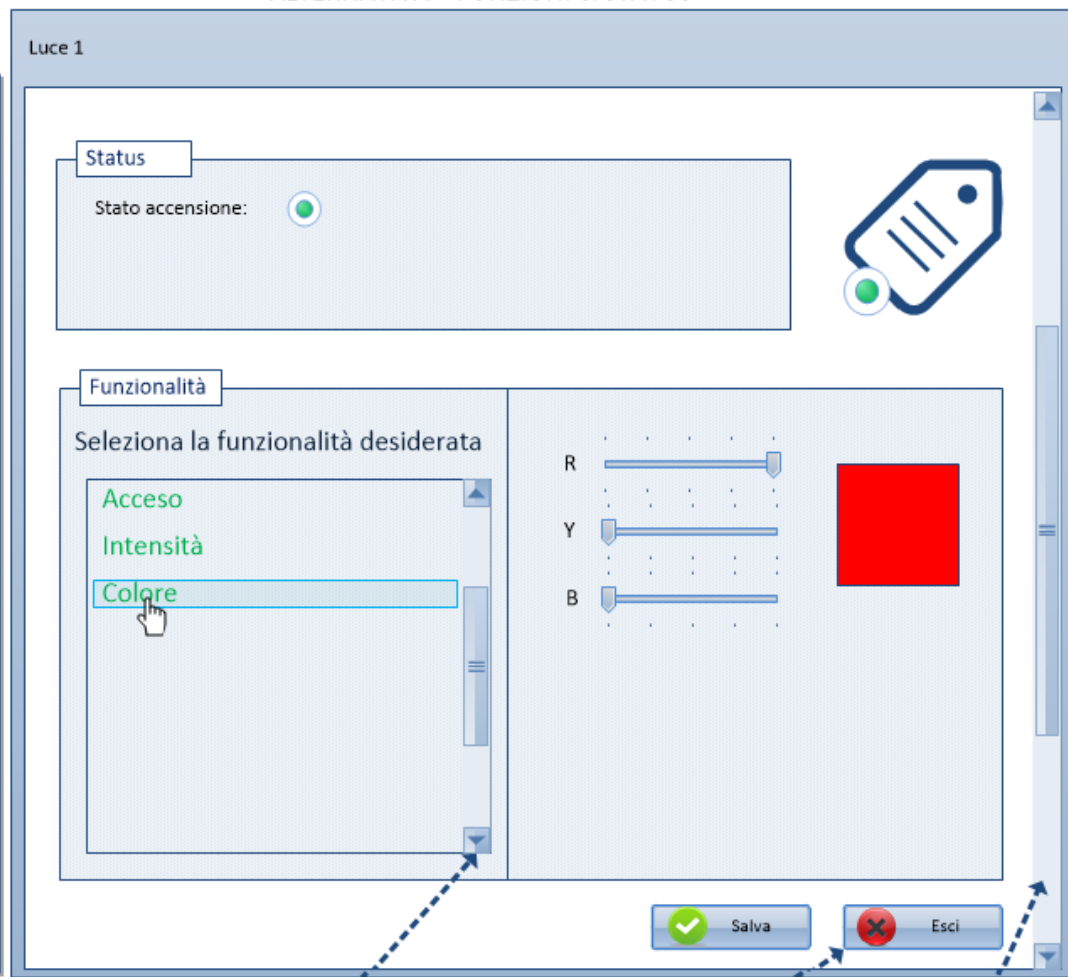 Luce 1
Status
Stato accensione:
Funzionalità
Seleziona la funzionalità desiderata
Acceso
Intensità
Colore
R
Y
B
Salva
Esci